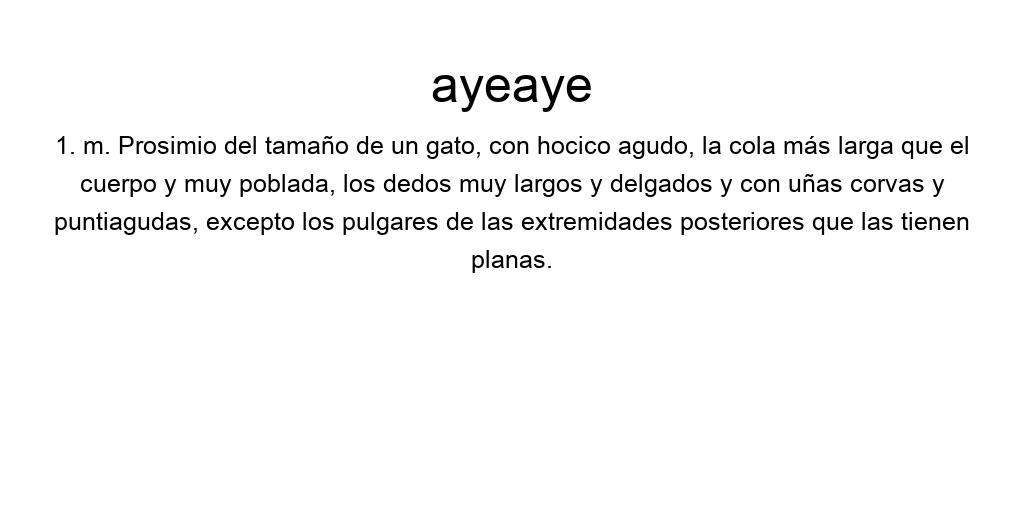 ayeaye
1. m. Prosimio del tamaño de un gato, con hocico agudo, la cola más larga que el
cuerpo y muy poblada, los dedos muy largos y delgados y con uñas corvas y
puntiagudas, excepto los pulgares de las extremidades posteriores que las tienen
planas.